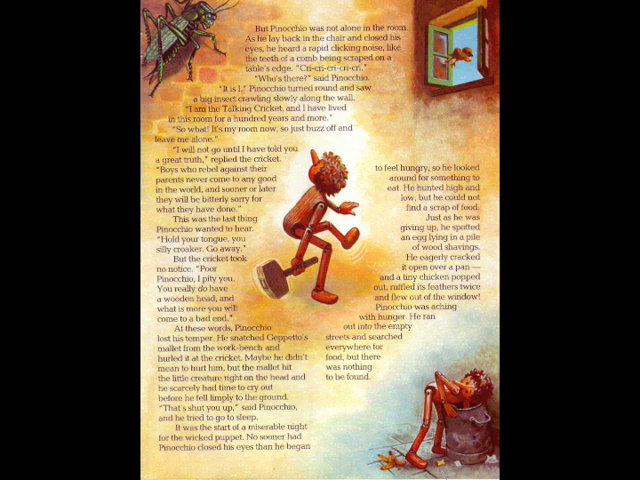 But Pinocchio was not alone in the room.
As he lay back in the chair and closed his
eyes, he heard a rapid clicking noise, like
the teeth of a comb being scraped on a
table's edge. "Cri-cri-cri-cri-cri."
"Who's there?" said Pinocchio.
"It is I." Pinocchio turned round and saw
a big insect crawling slowly along the wall.
"I am the Talking Cricket, and I have lived
in this room for a hundred years and more."
"So what! It's my room now, so just buzz off and
leave me alone."
"I will not go until I have told you
a great truth," replied the cricket.
"Boys who rebel against their
parents never come to any good
in the world, and sooner or later
they will be bitterly sorry for
what they have done."
This was the last thing
Pinocchio wanted to hear.
"Hold your tongue, you
silly croaker. Go away."
But the cricket took
no notice. "Poor
Pinocchio, I pity you.
You really do have
a wooden head, and
what is more you will
come to a bad end."
At these words, Pinocchio
lost his temper. He snatched Geppetto's
mallet from the work-bench and
hurled it at the cricket. Maybe he didn't
mean to hurt him, but the mallet hit
the little creature right on the head and
he scarcely had time to cry out
before he fell limply to the ground.
"That's shut you up," said Pinocchio,
and he tried to go to sleep.
It was the start of a miserable night
for the wicked puppet. No sooner had
Pinocchio closed his eyes than he began
to feel hungry, so he looked
around for something to
eat. He hunted high and
low, but he could not
find a scrap of food.
Just as he was
giving up, he spotted
an egg lying in a pile
of wood shavings.
He eagerly cracked
it open over a pan —
and a tiny chicken popped
out, ruffled its feathers twice
and flew out of the window!
Pinocchio was aching
with hunger. He ran
out into the empty
streets and searched
everywhere for
food, but there
was nothing
to be found.